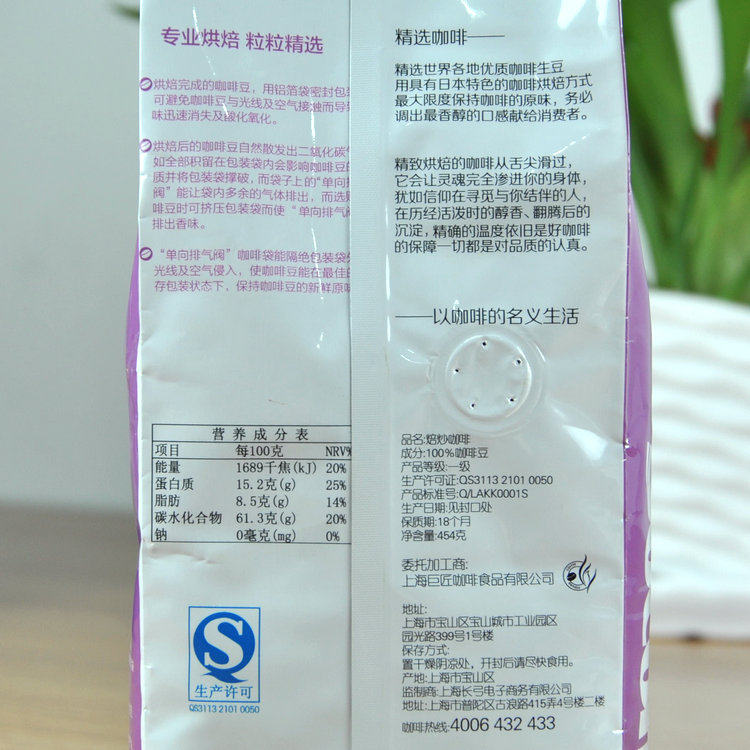 专业烘焙 粒粒精选
烘焙完成的咖啡豆，用铝箔袋密封包装
可避免咖啡豆与光线及空气接触而导致
味迅速消失及酸化氧化。
烘焙后的咖啡豆自然散发出二氧化碳气
如全部积留在包装袋内会影响咖啡豆的
质并将包装袋撑破，而袋子上的“单向排
阀”能让袋内多余的气体排出，而选购
啡豆时可挤压包装袋而使“单向排气阀
排出香味。
“单向排气阀”咖啡袋能隔绝包装袋外
光线及空气侵入，使咖啡豆能在最佳的
存包装状态下，保持咖啡豆的新鲜原味
营养成分表
项目 每100克 NRV%
能量 1689千焦(kJ) 20%
蛋白质 15.2克(g) 25%
脂肪 8.5克(g) 14%
碳水化合物 61.3克(g) 20%
钠 0毫克(mg) 0%
生产许可
QS3113 2101 0050
精选咖啡——
精选世界各地优质咖啡生豆
用具有日本特色的咖啡烘焙方式
最大限度保持咖啡的原味，务必
调出最香醇的口感献给消费者。
精致烘焙的咖啡从舌尖滑过，
它会让灵魂完全渗进你的身体，
犹如信仰在寻觅与你结伴的人，
在历经活泼时的醇香、翻腾后的
沉淀，精确的温度依旧是好咖啡
的保障一切都是对品质的认真。
——以咖啡的名义生活
品名:焙炒咖啡
成分:100%咖啡豆
产品等级:一级
生产许可证:QS3113 2101 0050
产品标准号:Q/LAKK0001S
生产日期:见封口处
保质期:18个月
净含量:454克
委托加工商:
上海巨匠咖啡食品有限公司
地址:
上海市宝山区宝山城市工业园区
园光路399号1号楼
保存方式:
置干燥阴凉处，开封后请尽快食用。
产地:上海市宝山区
监制商:上海长号电子商务有限公司
地址:上海市普陀区古浪路415弄4号楼二楼
咖啡热线:4006 432 433